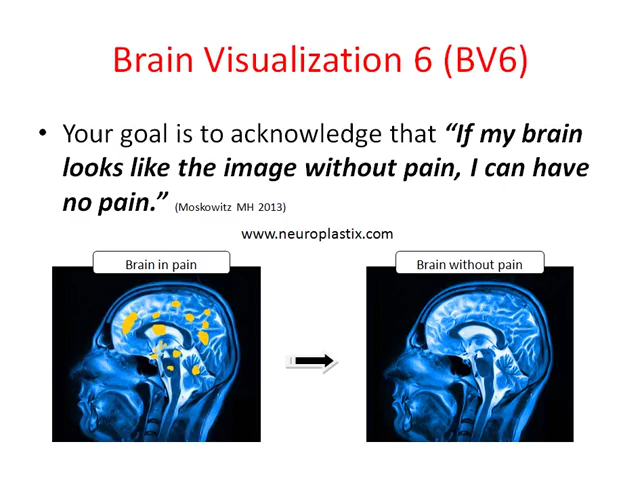 Brain Visualization 6 (BV6)
• Your goal is to acknowledge that “If my brain
looks like the image without pain, I can have
no pain.” (Moskowitz MH 2013)
www.neuroplastix.com
Brain in pain
Brain without pain